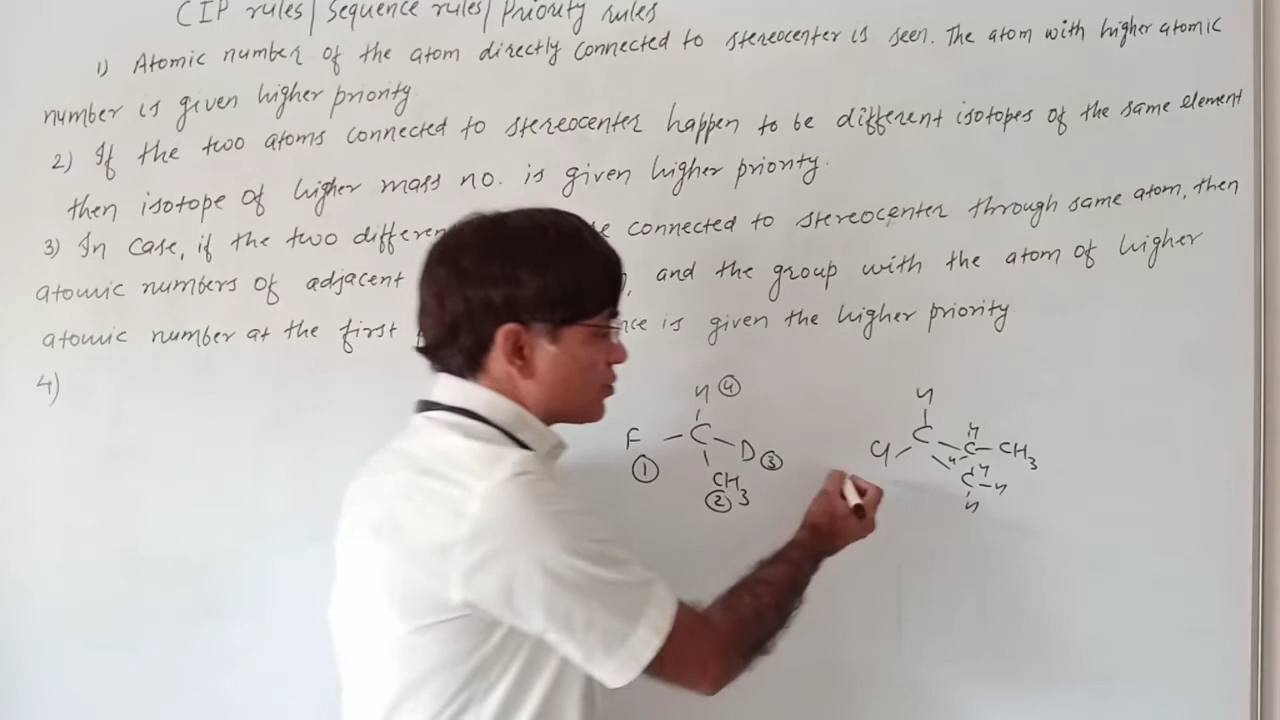 CIP rules/ Sequence rules/ Priority rules
1) Atomic number of the atom directly connected to stereocenter is seen. The atom with higher atomic
number is given higher priority.
2) If the two atoms connected to stereocenter happen to be different isotopes of the same element
then isotope of higher mass no. is given higher priority.
3) In case, if the two connected to stereocenter through same atom, then
atomic numbers of adjacent and the group with the atom of higher
atomic number at the first is given the higher priority
4)
H ④
F — C — D ③
①
CH3
②
H
Cl C C — CH3
H
H C — H
H
H